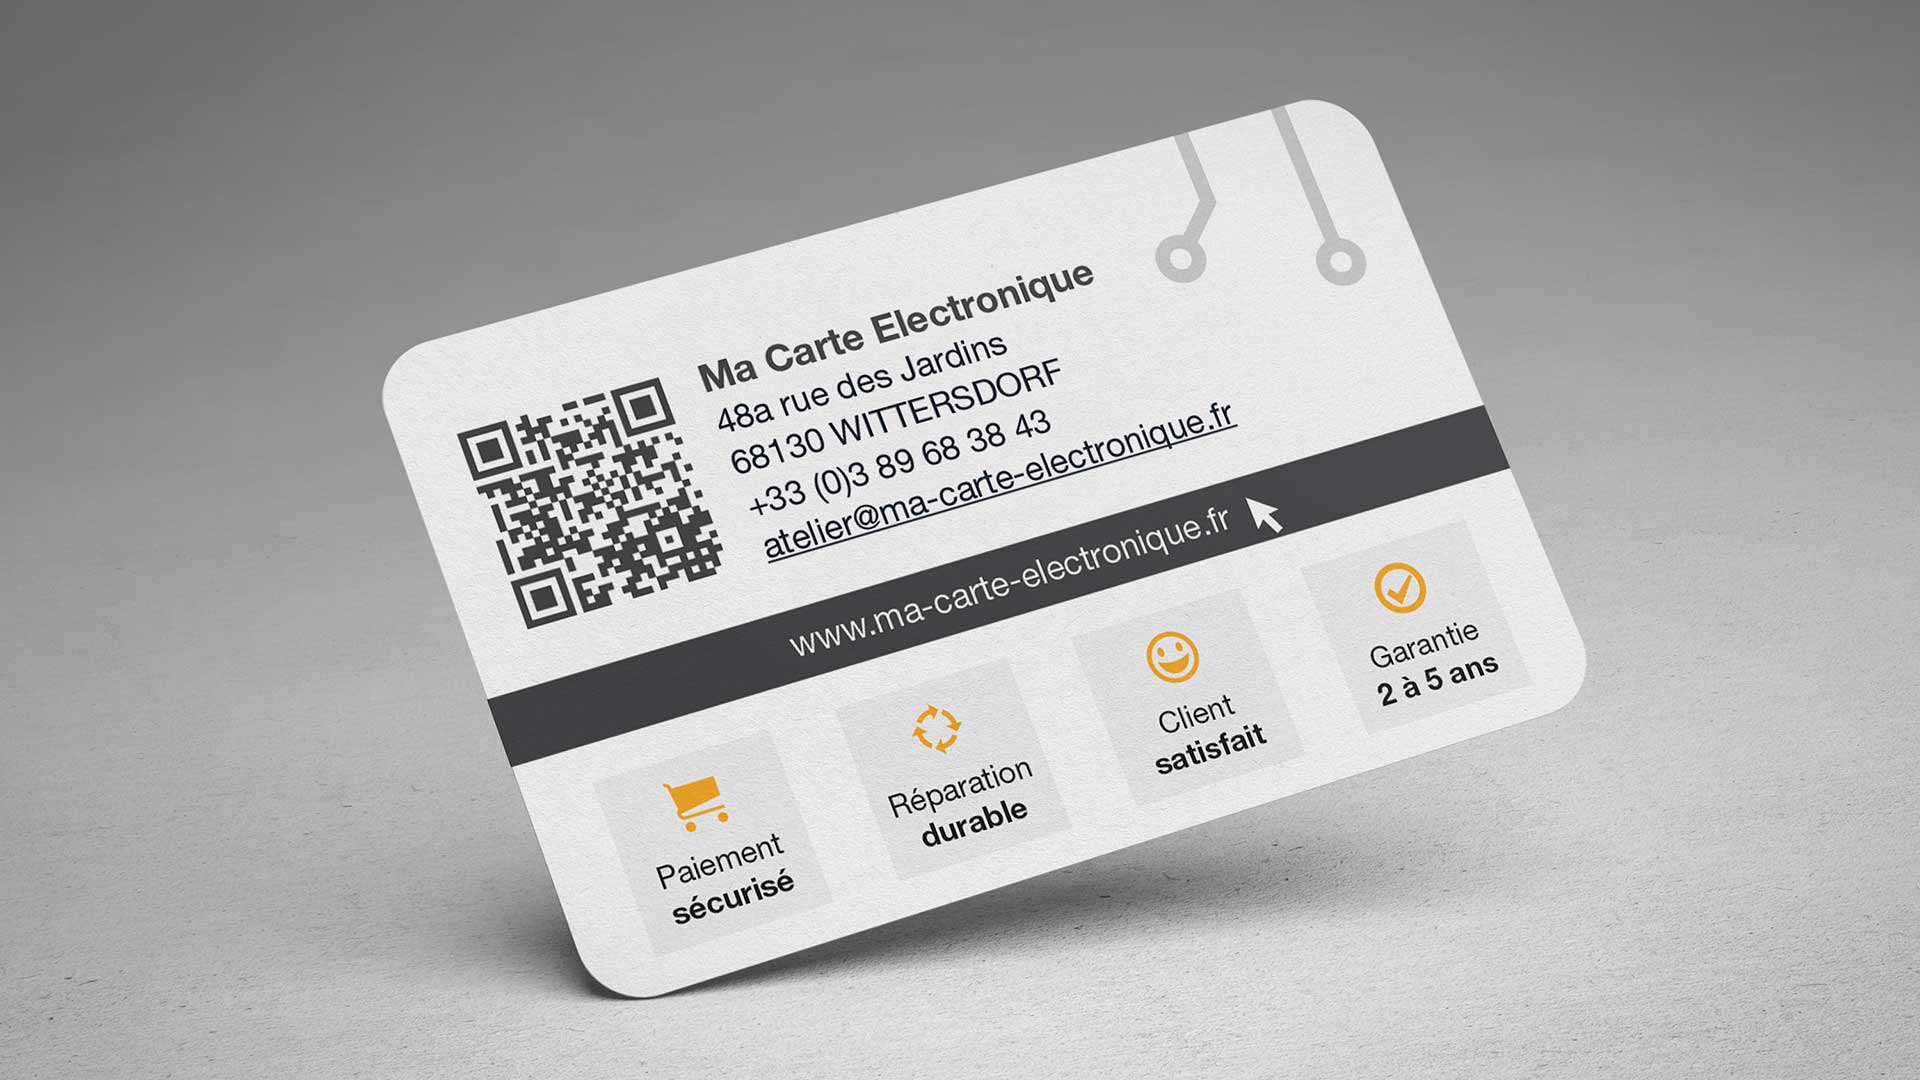 Ma Carte Electronique
48a rue des Jardins
68130 WITTERSDORF
+33 (0)3 89 68 38 43
atelier@ma-carte-electronique.fr
www.ma-carte-electronique.fr
Paiement
sécurisé
Réparation
durable
Client
satisfait
Garantie
2 à 5 ans